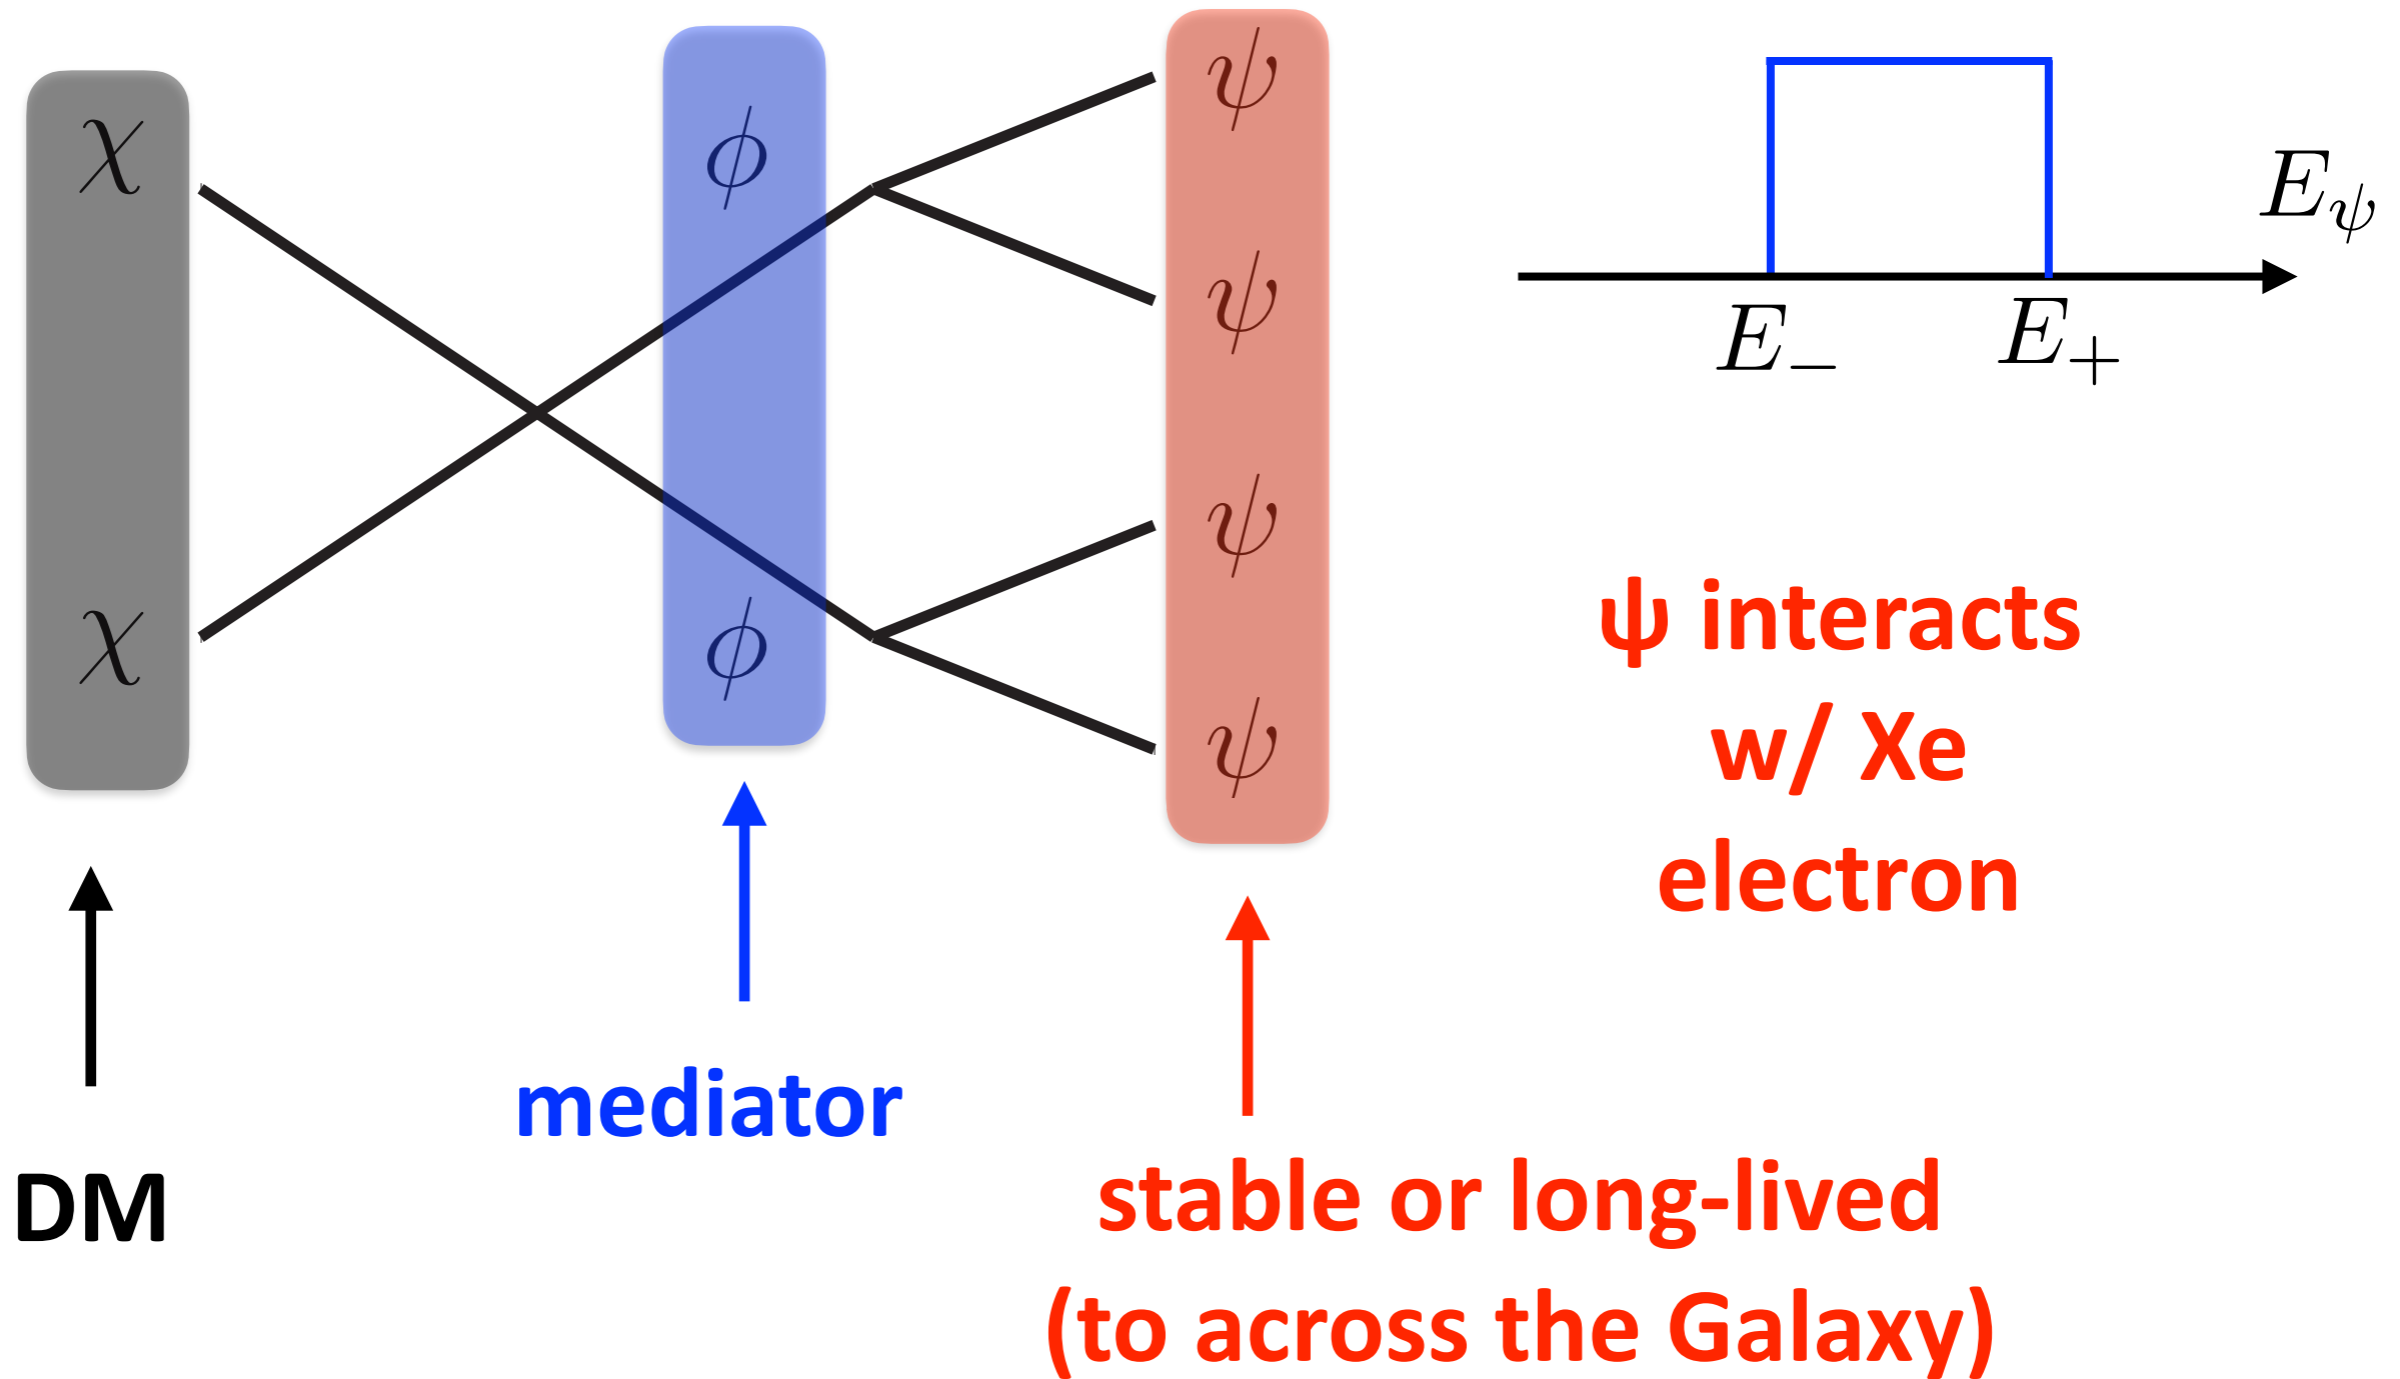 χ
χ
ϕ
ϕ
ψ
ψ
ψ
ψ
E_ψ
E_− E_+
ψ interacts
w/ Xe
electron
mediator
DM
stable or long-lived
(to across the Galaxy)